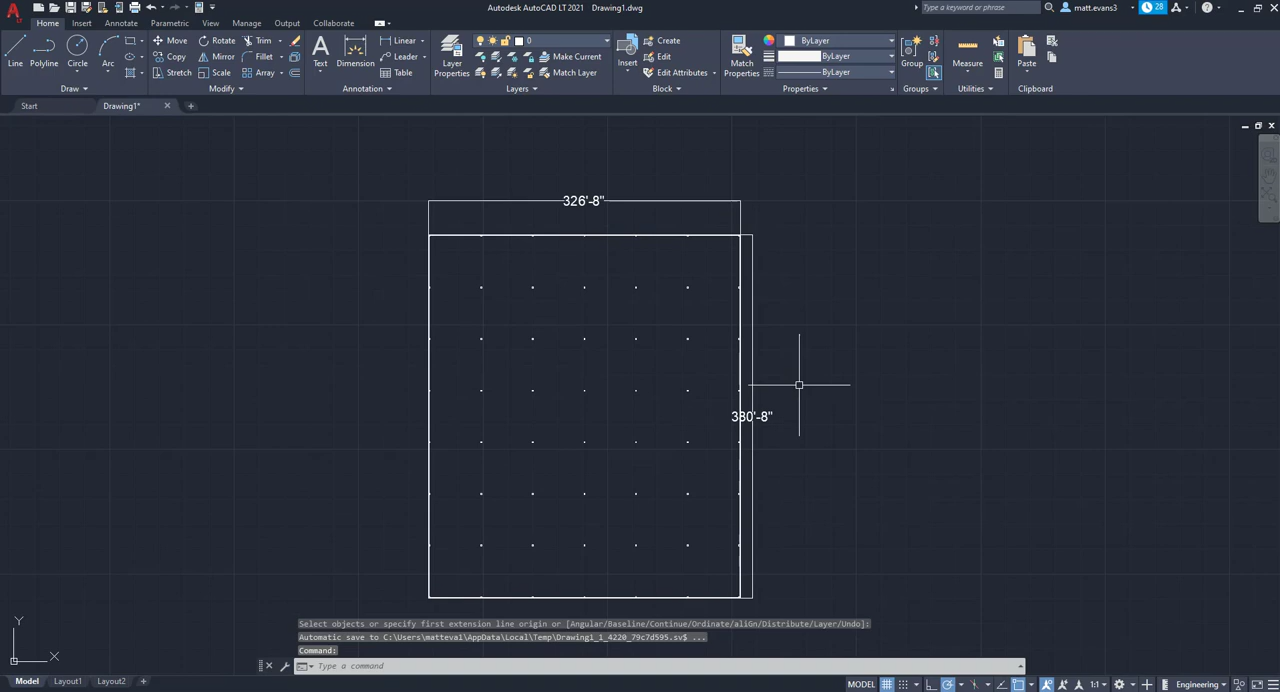 Autodesk AutoCAD LT 2021 Drawing1.dwg
Type a keyword or phrase
matt.evans3
28
Home Insert Annotate Parametric View Manage Output Collaborate
Line Polyline Circle Arc
Move Rotate Trim
Copy Mirror Fillet
Stretch Scale Array
Text Dimension
Linear
Leader
Table
Layer Properties
0
Make Current
Match Layer
Insert
Create
Edit
Edit Attributes
Match Properties
ByLayer
ByLayer
ByLayer
Group
Measure
Paste
Draw Modify Annotation Layers Block Properties Groups Utilities Clipboard
Start Drawing1*
326'-8"
380'-8"
Y
X
Select objects or specify first extension line origin or [Angular/Baseline/Continue/Ordinate/aliGn/Distribute/Layer/Undo]:
Automatic save to C:\Users\matteval\AppData\Local\Temp\Drawing1_1_4220_79c7d595.sv$ ...
Command:
Type a command
Model Layout1 Layout2
MODEL
1:1
Engineering